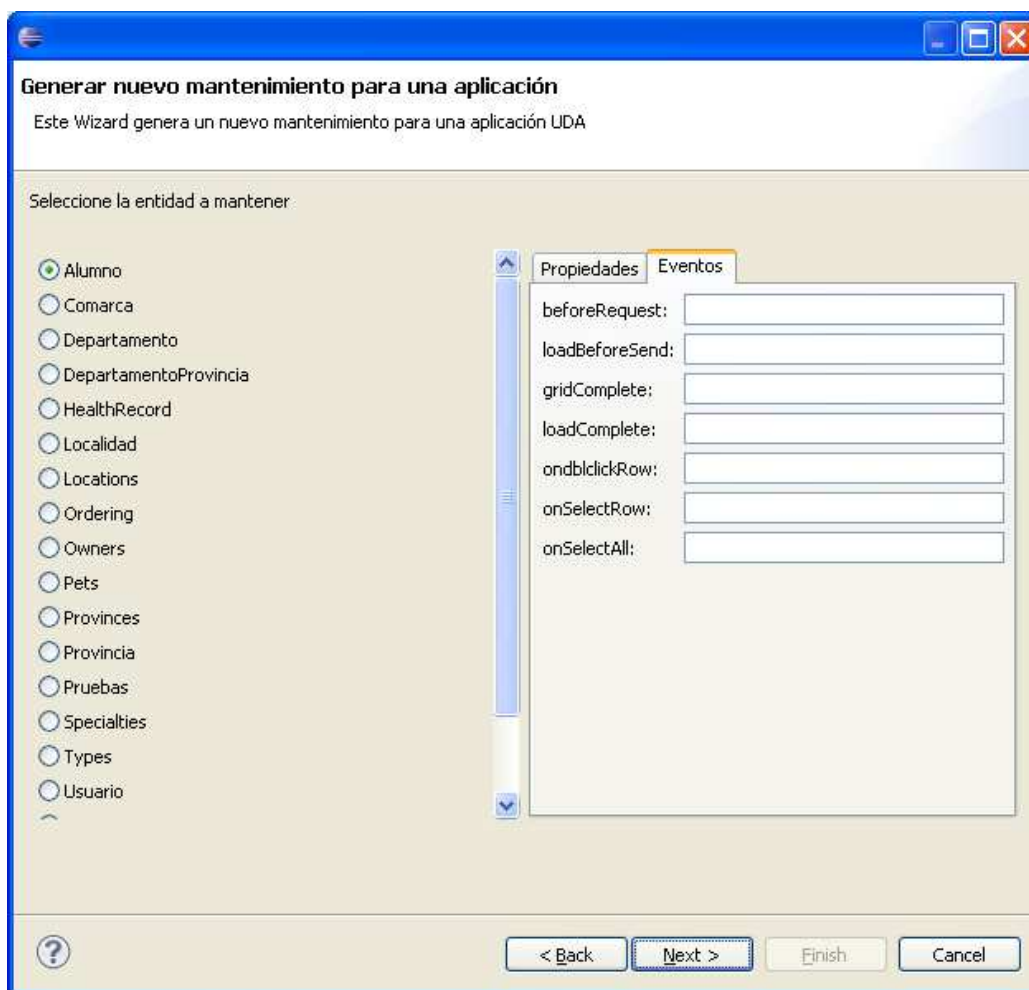 Generar nuevo mantenimiento para una aplicación
Este Wizard genera un nuevo mantenimiento para una aplicación UDA
Seleccione la entidad a mantener
Alumno
Comarca
Departamento
DepartamentoProvincia
HealthRecord
Localidad
Locations
Ordering
Owners
Pets
Provinces
Provincia
Pruebas
Specialties
Types
Usuario
Propiedades Eventos
beforeRequest:
loadBeforeSend:
gridComplete:
loadComplete:
ondblclickRow:
onSelectRow:
onSelectAll:
? < Back Next > Finish Cancel